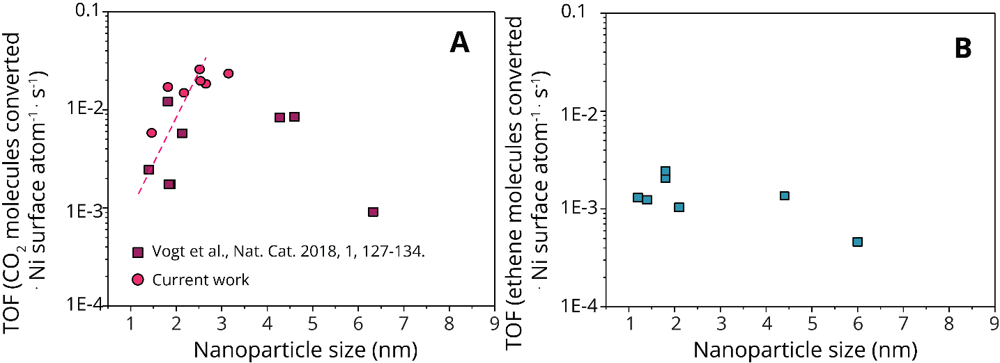 TOF (CO2 molecules converted
· Ni surface atom-1 · s-1)
0.1
1E-2
1E-3
1E-4
A
Vogt et al., Nat. Cat. 2018, 1, 127-134.
Current work
1 2 3 4 5 6 7 8 9
Nanoparticle size (nm)
TOF (ethene molecules converted
· Ni surface atom-1 · s-1)
0.1
1E-2
1E-3
1E-4
B
1 2 3 4 5 6 7 8 9
Nanoparticle size (nm)